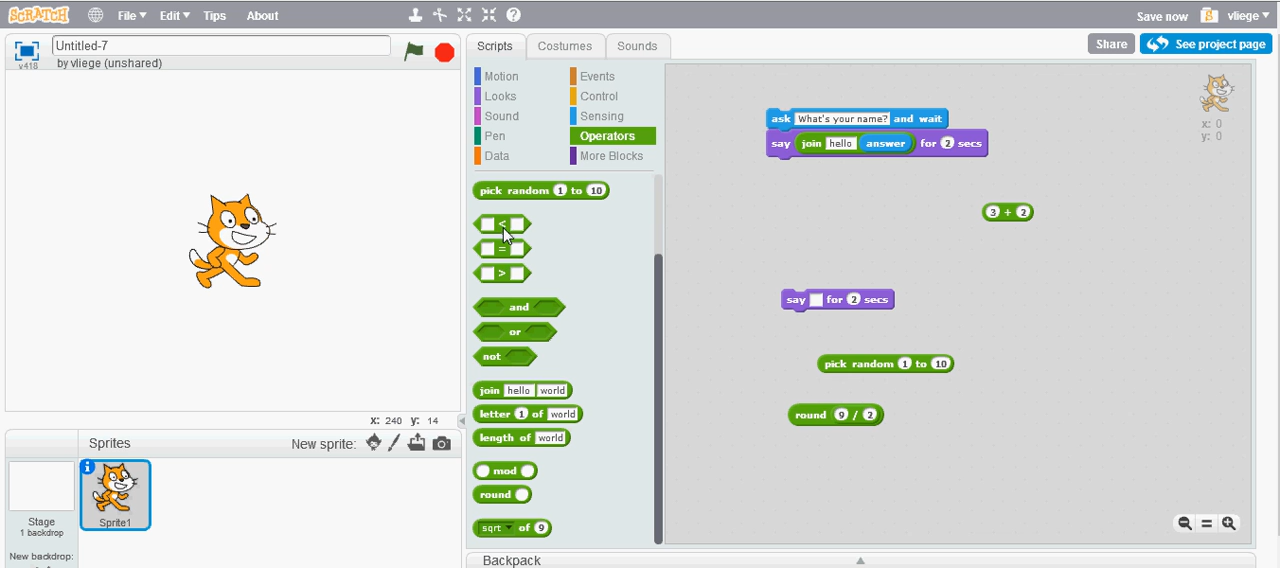 SCRATCH File Edit Tips About Save now vliege
Untitled-7
by vliege (unshared)
v418
Scripts Costumes Sounds
Share See project page
Motion Events
Looks Control
Sound Sensing
Pen Operators
Data More Blocks
pick random 1 to 10
<
=
>
and
or
not
join hello world
letter 1 of world
length of world
mod
round
sqrt of 9
ask What's your name? and wait
say join hello answer for 2 secs
3 + 2
say for 2 secs
pick random 1 to 10
round 9 / 2
x: 0
y: 0
x: 240 y: 14
Sprites New sprite:
Stage
1 backdrop
New backdrop:
Sprite1
Backpack